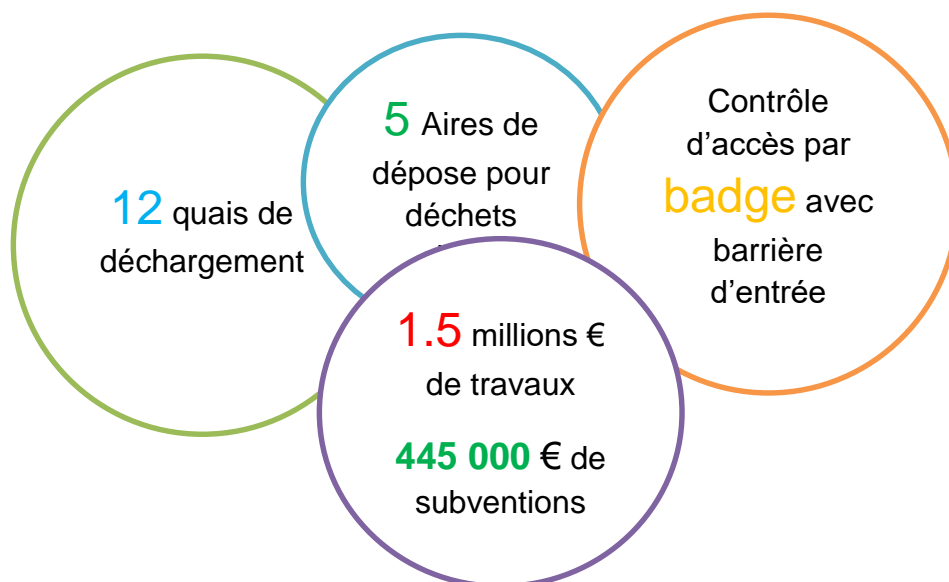 12 quais de
déchargement
5 Aires de
dépose pour
déchets
Contrôle
d’accès par
badge avec
barrière
d’entrée
1.5 millions €
de travaux
445 000 € de
subventions